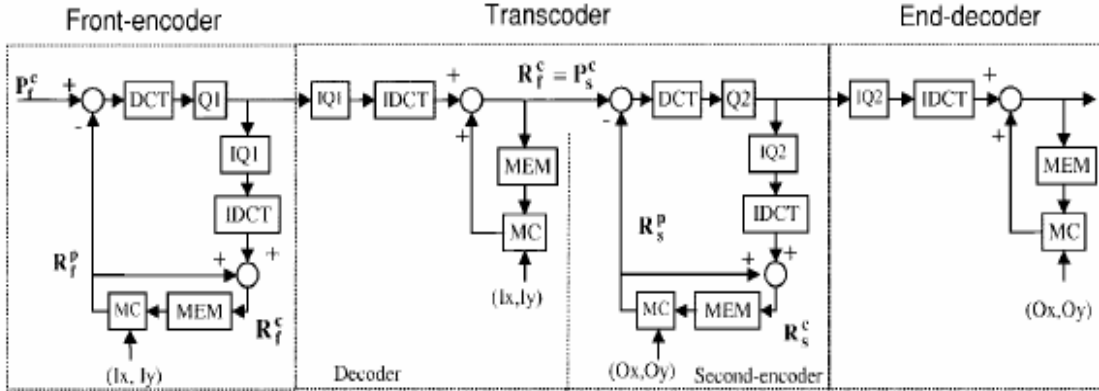 Front-encoder
Transcoder
End-decoder
P_f^c
+
-
DCT
Q1
IQ1
IDCT
+
+
R_f^p
MC
MEM
R_f^c
(Ix, Iy)
IQ1
IDCT
+
+
MEM
MC
(Ix,Iy)
Decoder
R_f^c = P_s^c
+
-
DCT
Q2
IQ2
IDCT
+
+
R_s^p
MC
MEM
R_s^c
(Ox,Oy)
Second-encoder
IQ2
IDCT
+
+
MEM
MC
(Ox,Oy)